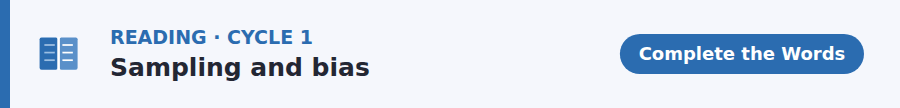 READING · CYCLE 1
Sampling and bias
Complete the Words